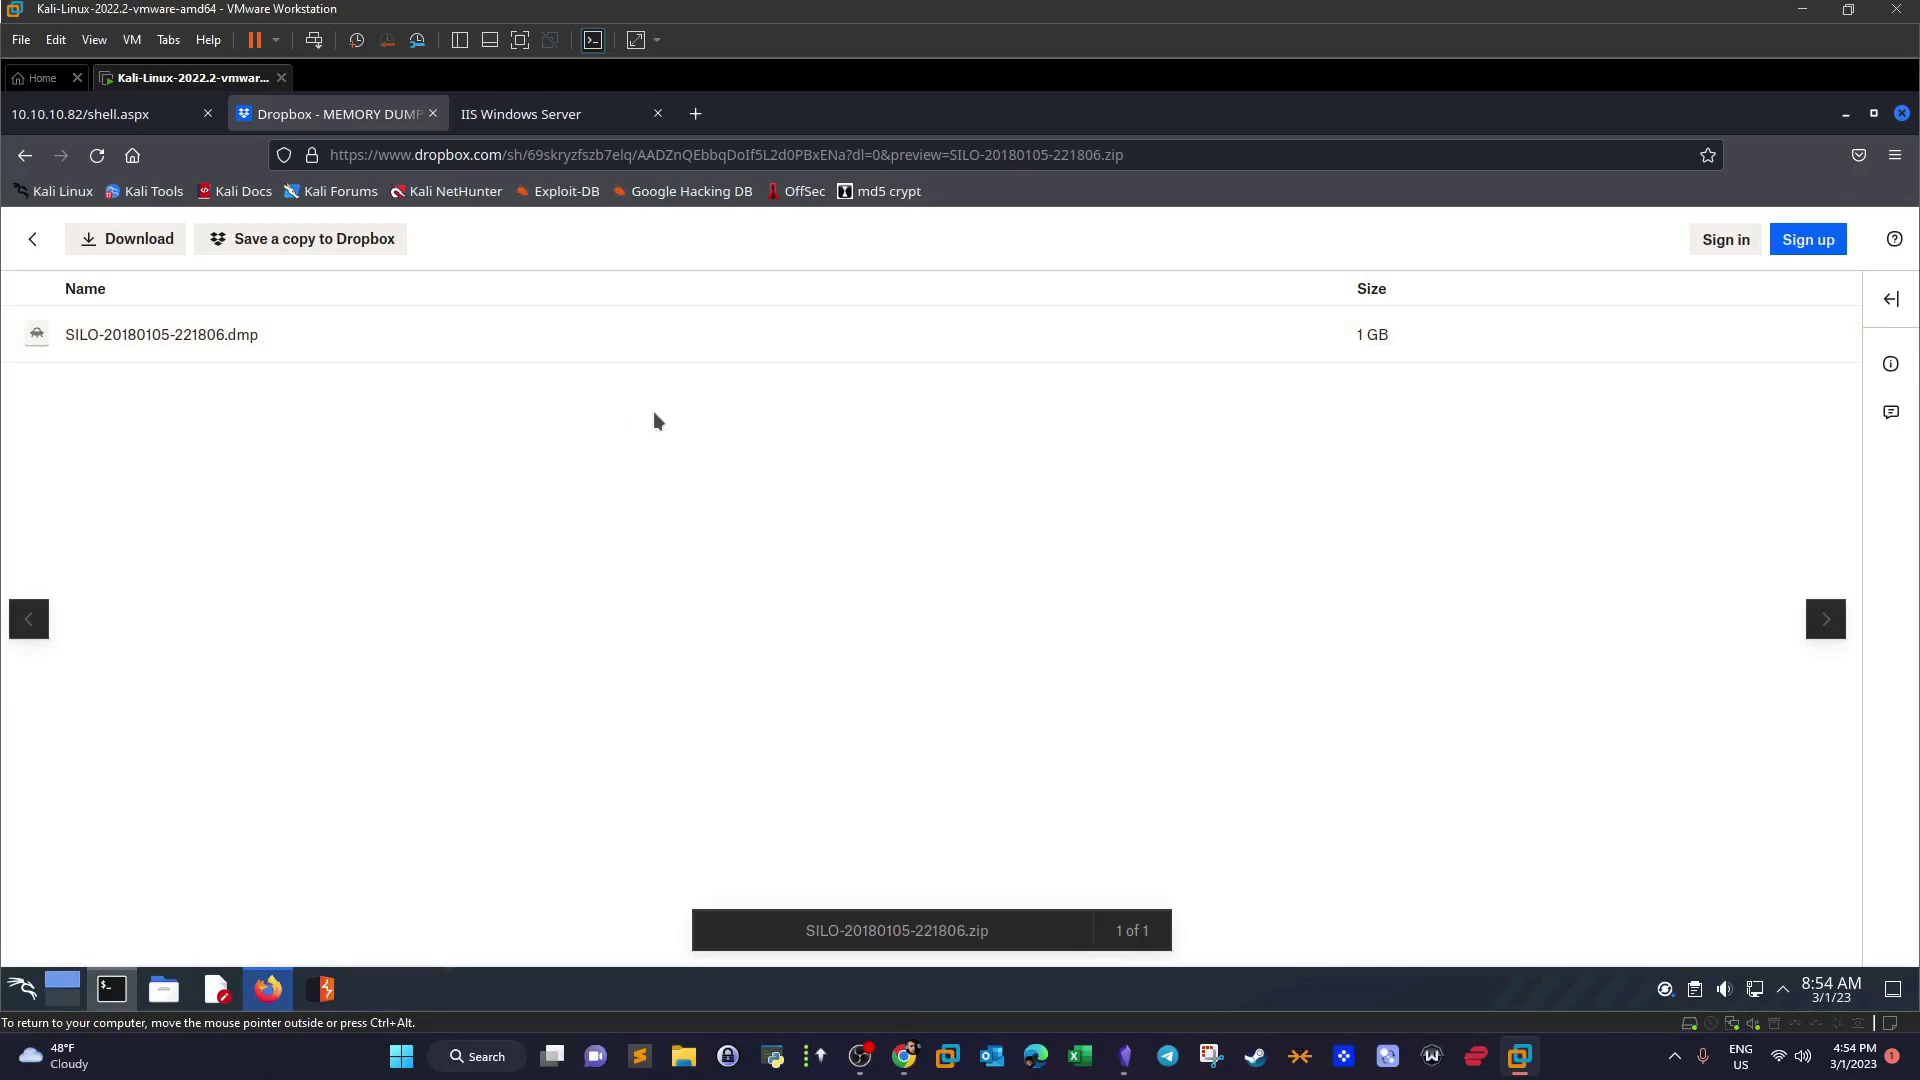 Kali-Linux-2022.2-vmware-amd64 - VMware Workstation
File Edit View VM Tabs Help
Home Kali-Linux-2022.2-vmwar...
10.10.10.82/shell.aspx Dropbox - MEMORY DUMP IIS Windows Server
https://www.dropbox.com/sh/69skryzfszb7elq/AADZnQEbbqDoIf5L2d0PBxENa?dl=0&preview=SILO-20180105-221806.zip
Kali Linux Kali Tools Kali Docs Kali Forums Kali NetHunter Exploit-DB Google Hacking DB OffSec md5 crypt
Download Save a copy to Dropbox Sign in Sign up
Name Size
SILO-20180105-221806.dmp 1 GB
SILO-20180105-221806.zip 1 of 1
8:54 AM
3/1/23
To return to your computer, move the mouse pointer outside or press Ctrl+Alt.
48°F
Cloudy
Search
ENG
US
4:54 PM
3/1/2023
1